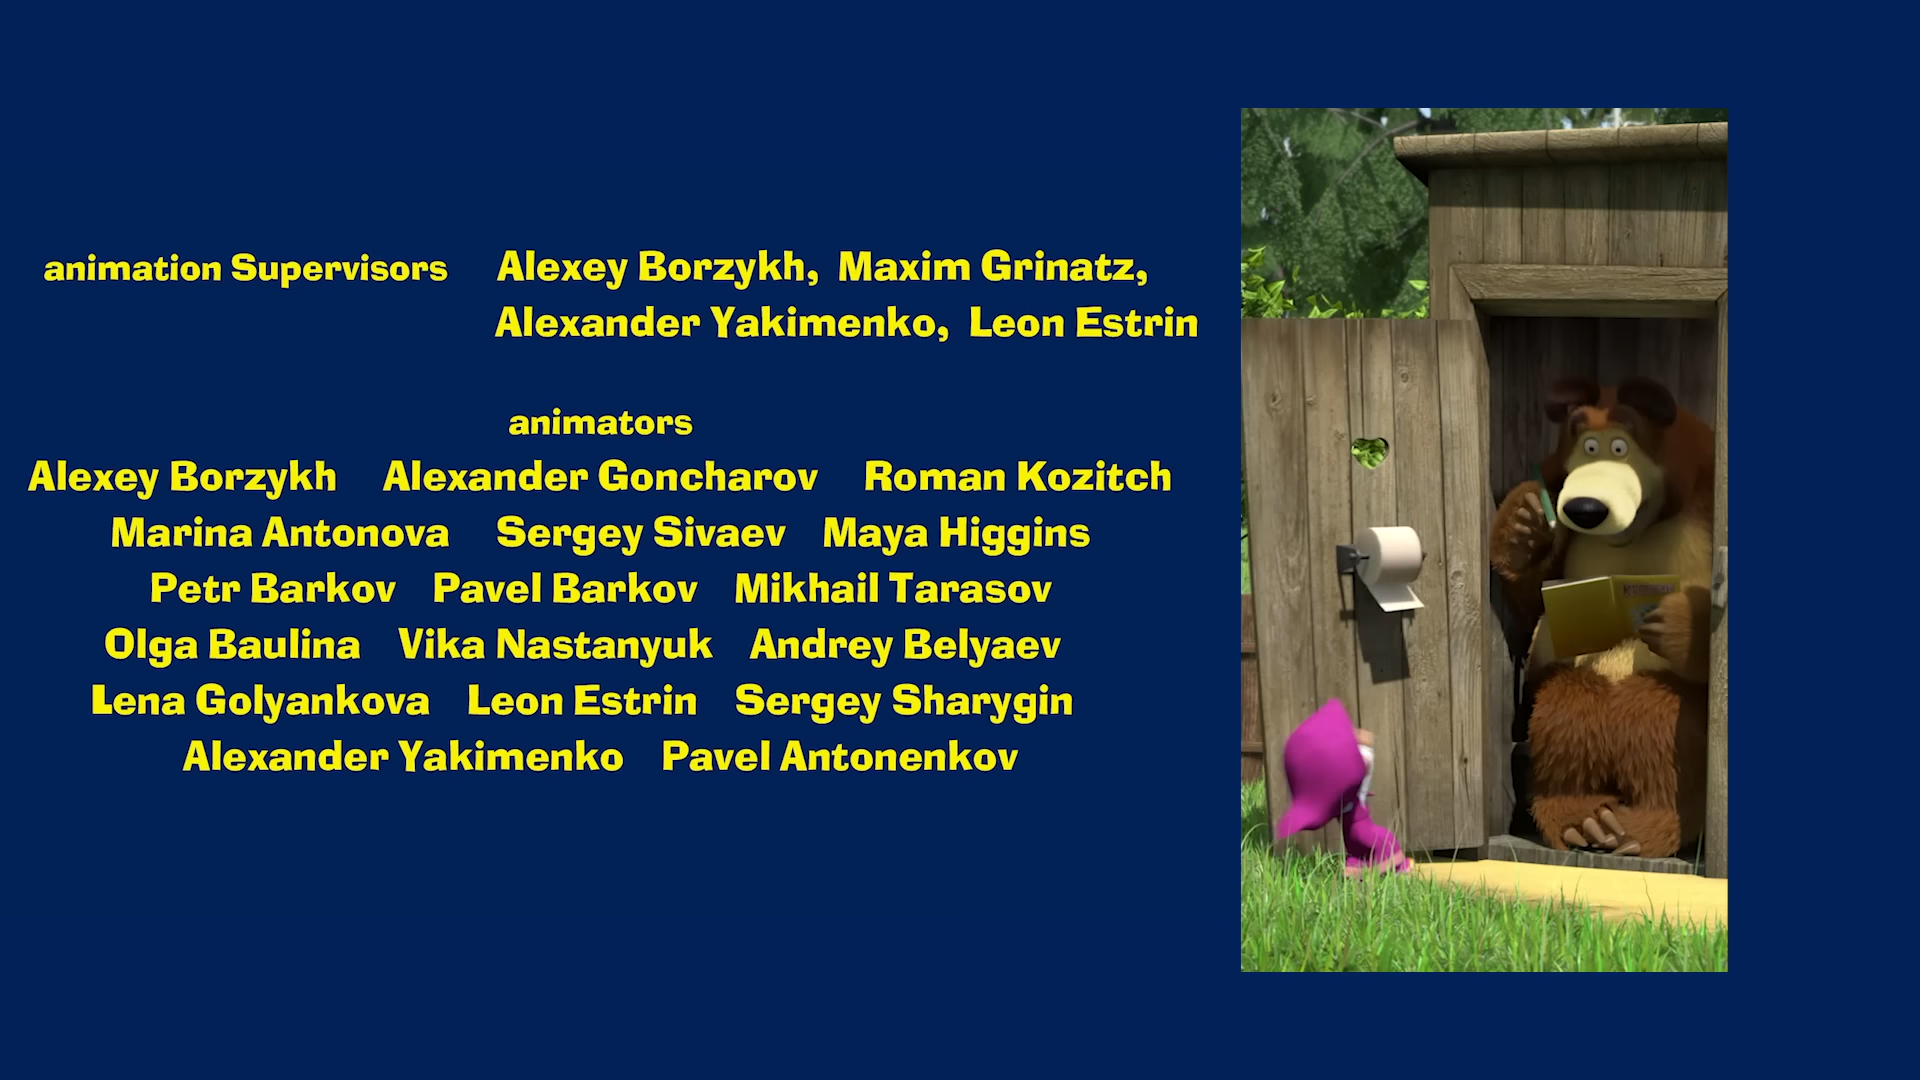 animation Supervisors Alexey Borzykh, Maxim Grinatz,
Alexander Yakimenko, Leon Estrin
animators
Alexey Borzykh Alexander Goncharov Roman Kozitch
Marina Antonova Sergey Sivaev Maya Higgins
Petr Barkov Pavel Barkov Mikhail Tarasov
Olga Baulina Vika Nastanyuk Andrey Belyaev
Lena Golyankova Leon Estrin Sergey Sharygin
Alexander Yakimenko Pavel Antonenkov